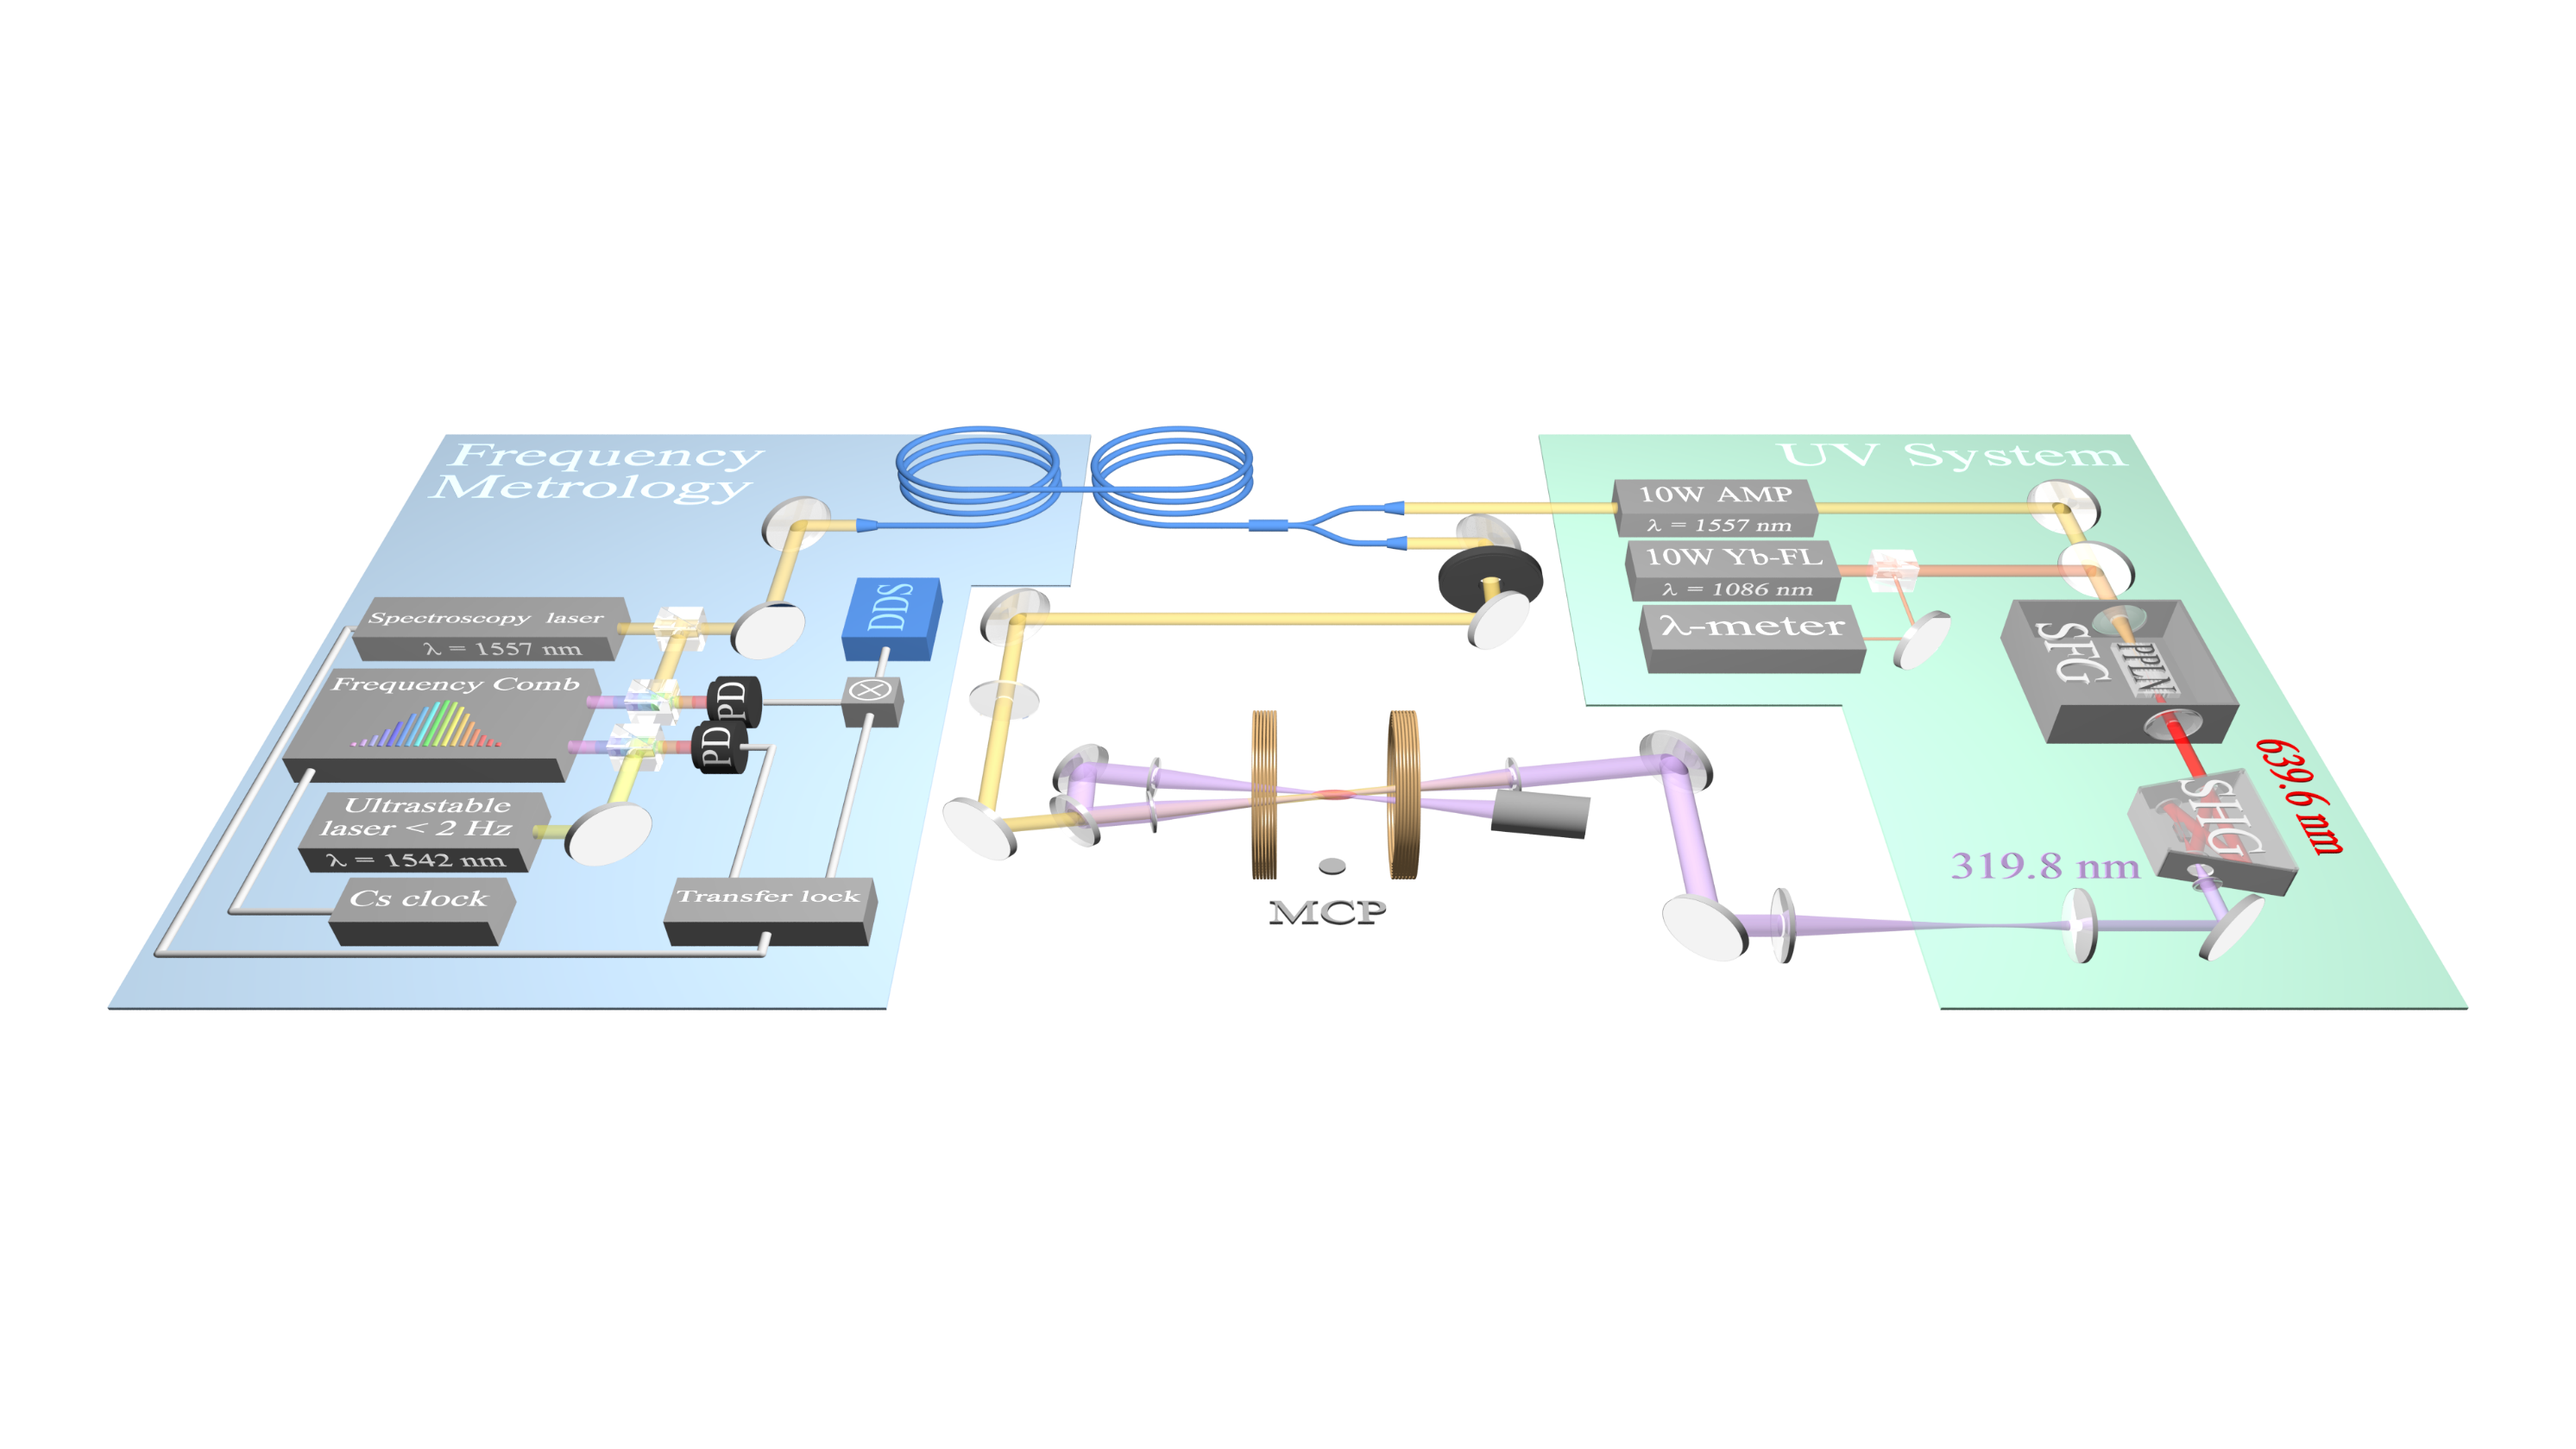 Frequency
Metrology
Spectroscopy laser
λ = 1557 nm
Frequency Comb
Ultrastable
laser < 2 Hz
λ = 1542 nm
Cs clock
Transfer lock
PD
PD
DDS
MCP
UV System
10W AMP
λ = 1557 nm
10W Yb-FL
λ = 1086 nm
λ-meter
SFG
PPLN
639.6 nm
SHG
319.8 nm